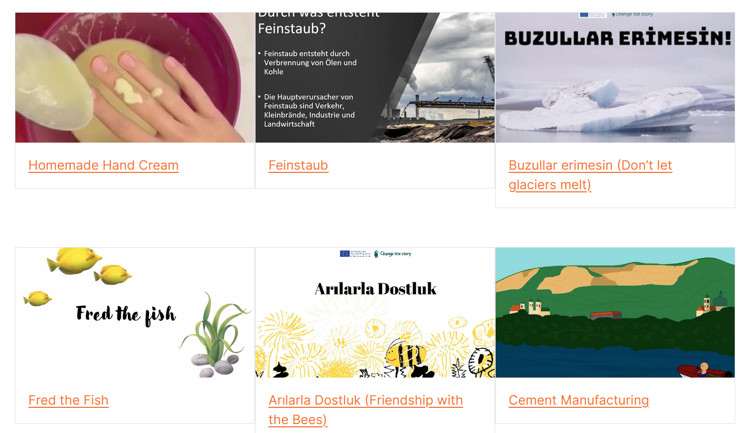 Durch was entsteht
Feinstaub?
• Feinstaub entsteht durch
Verbrennung von Ölen und
Kohle
• Die Hauptverursacher von
Feinstaub sind Verkehr,
Kleinbrände, Industrie und
Landwirtschaft
Change the story
BUZULLAR ERİMESİN!
Homemade Hand Cream
Feinstaub
Buzullar erimesin (Don't let
glaciers melt)
Fred the fish
Change the story
Arılarla Dostluk
Fred the Fish
Arılarla Dostluk (Friendship with
the Bees)
Cement Manufacturing